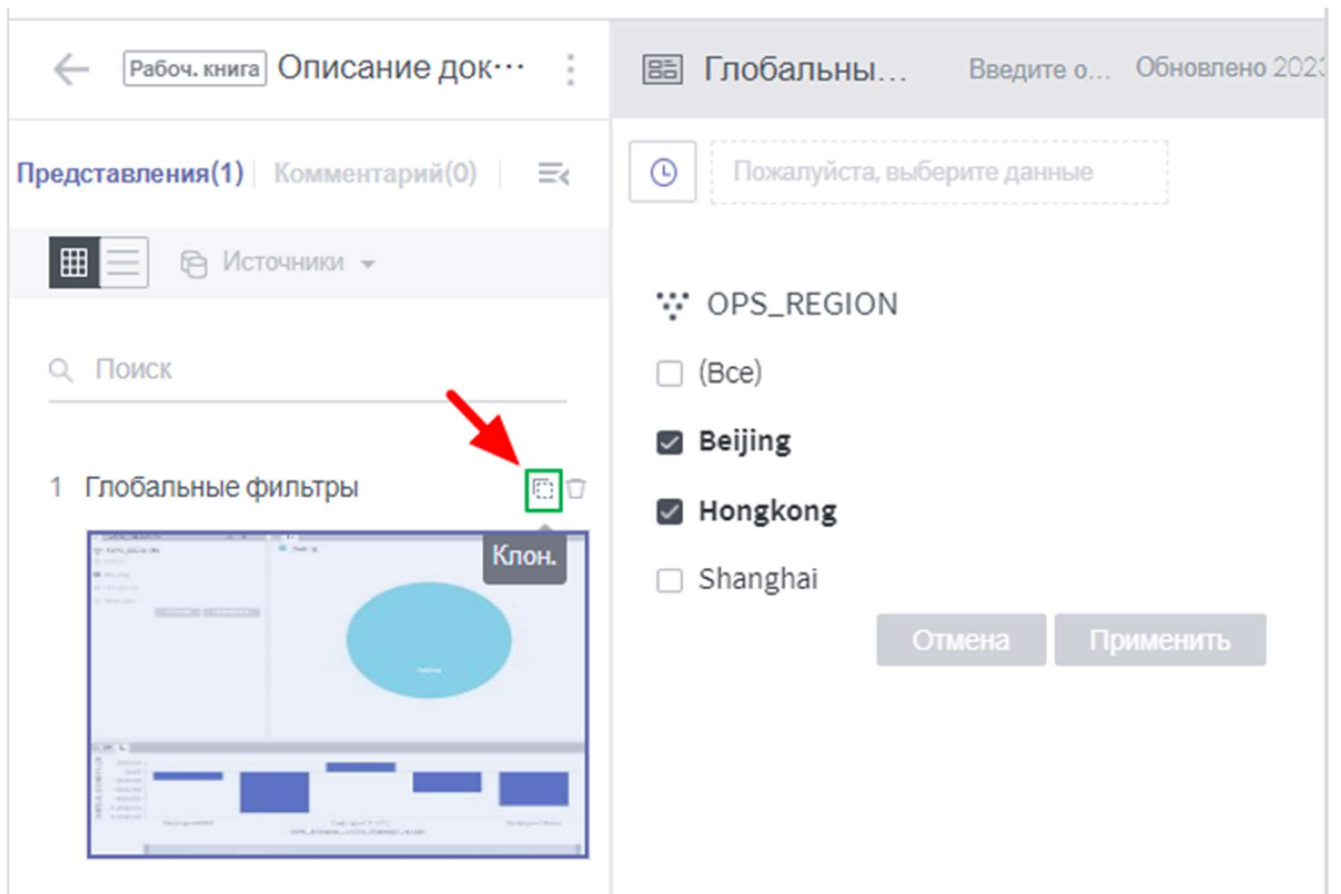 Рабоч. книга Описание док···
Представления(1) Комментарий(0)
Источники
Поиск
1 Глобальные фильтры
Клон.
Глобальны... Введите о... Обновлено 2023
Пожалуйста, выберите данные
OPS_REGION
(Все)
Beijing
Hongkong
Shanghai
Отмена Применить